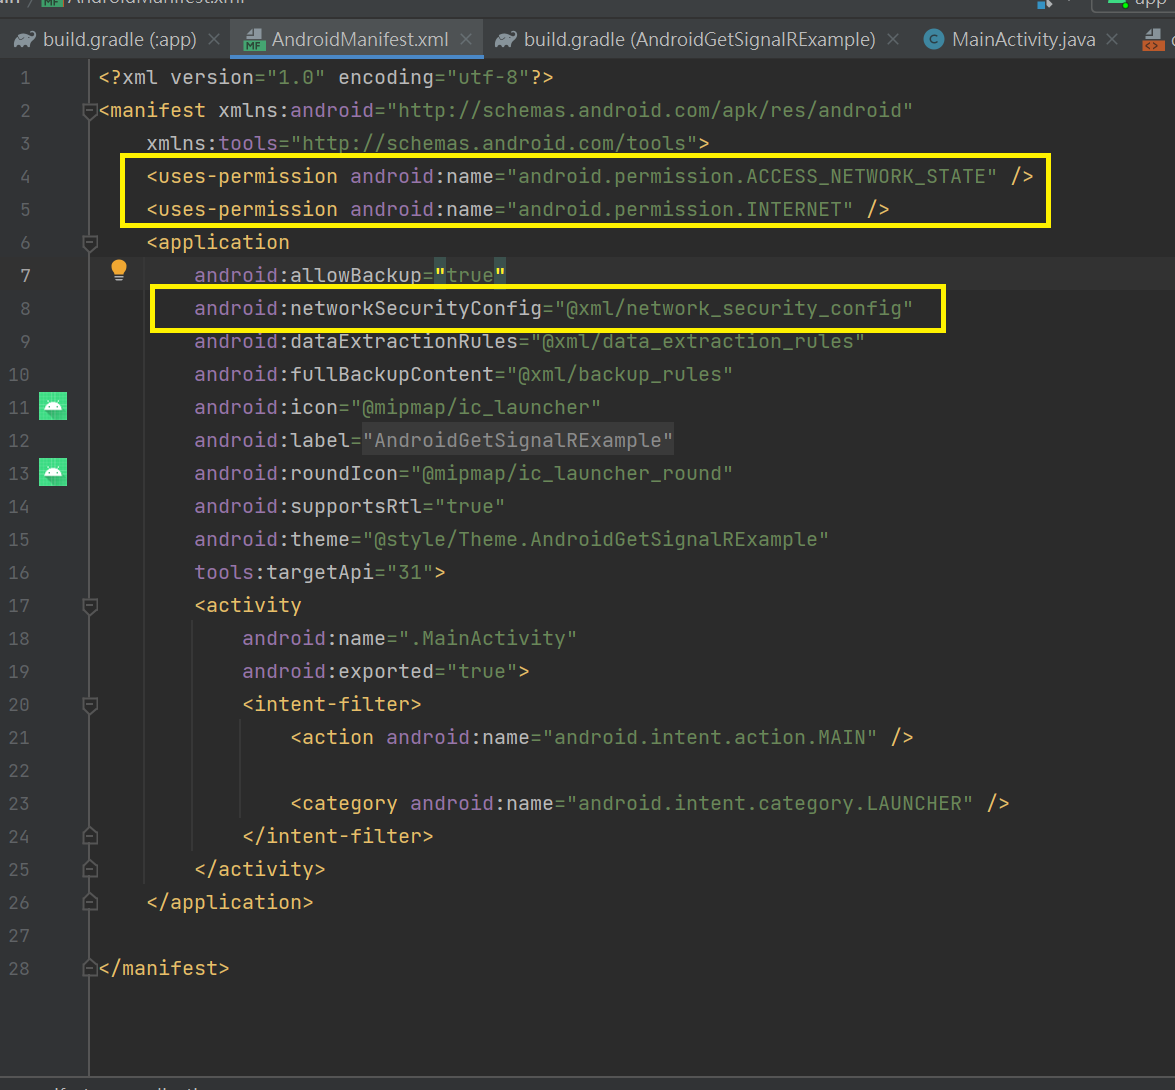 AndroidManifest.xml
app
build.gradle (:app)
MF AndroidManifest.xml
build.gradle (AndroidGetSignalRExample)
C MainActivity.java
1 <?xml version="1.0" encoding="utf-8"?>
2 <manifest xmlns:android="http://schemas.android.com/apk/res/android"
3 xmlns:tools="http://schemas.android.com/tools">
4 <uses-permission android:name="android.permission.ACCESS_NETWORK_STATE" />
5 <uses-permission android:name="android.permission.INTERNET" />
6 <application
7 android:allowBackup="true"
8 android:networkSecurityConfig="@xml/network_security_config"
9 android:dataExtractionRules="@xml/data_extraction_rules"
10 android:fullBackupContent="@xml/backup_rules"
11 android:icon="@mipmap/ic_launcher"
12 android:label="AndroidGetSignalRExample"
13 android:roundIcon="@mipmap/ic_launcher_round"
14 android:supportsRtl="true"
15 android:theme="@style/Theme.AndroidGetSignalRExample"
16 tools:targetApi="31">
17 <activity
18 android:name=".MainActivity"
19 android:exported="true">
20 <intent-filter>
21 <action android:name="android.intent.action.MAIN" />
22
23 <category android:name="android.intent.category.LAUNCHER" />
24 </intent-filter>
25 </activity>
26 </application>
27
28 </manifest>